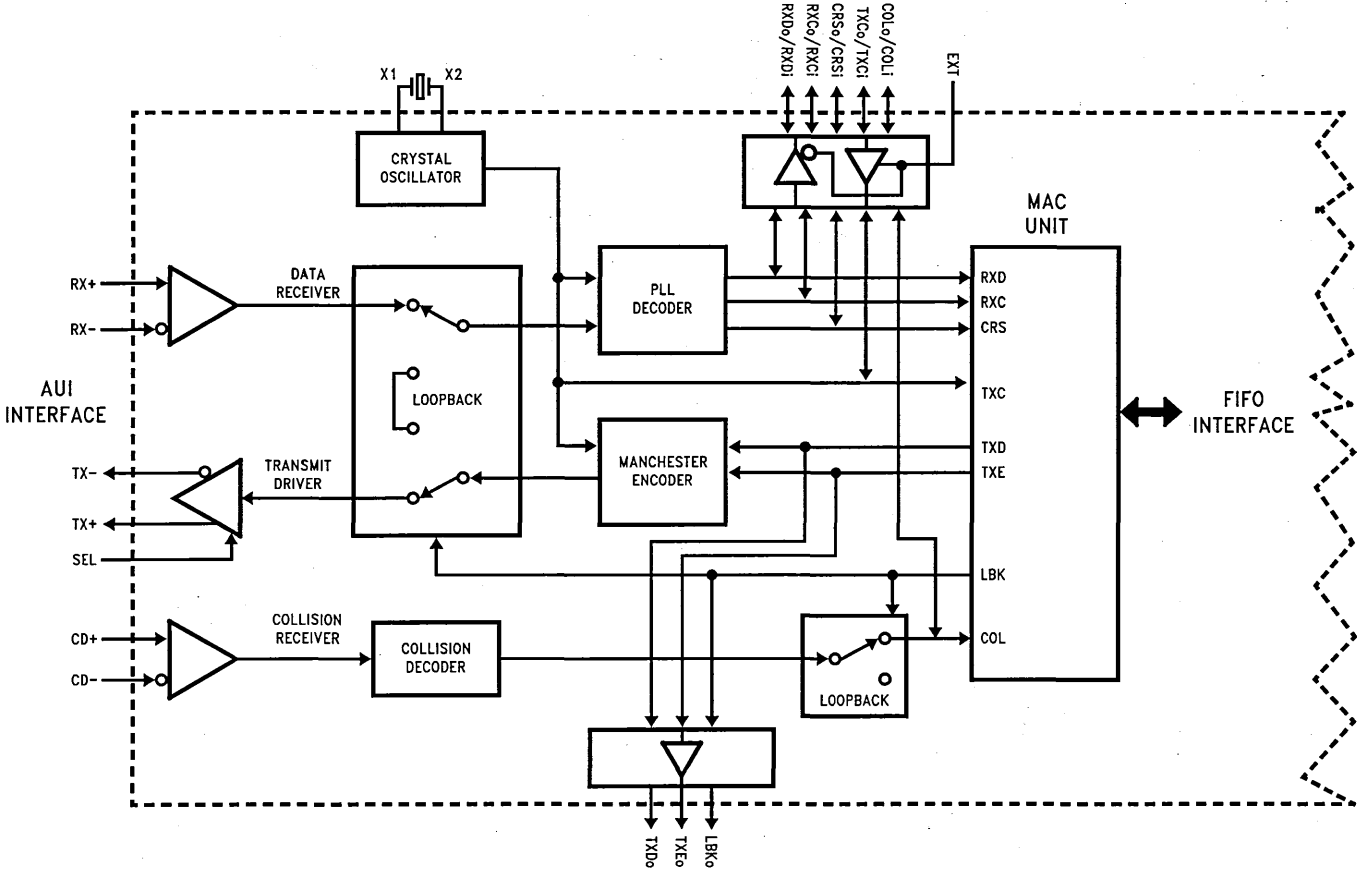 RXDo/RXDi
RXCo/RXCi
CRSo/CRSi
TXCo/TXCi
COLo/COLi
EXT
X1
X2
CRYSTAL
OSCILLATOR
MAC
UNIT
RX+
RX-
DATA
RECEIVER
PLL
DECODER
RXD
RXC
CRS
TXC
AUI
INTERFACE
LOOPBACK
FIFO
INTERFACE
TX-
TX+
SEL
TRANSMIT
DRIVER
MANCHESTER
ENCODER
TXD
TXE
LBK
COL
CD+
CD-
COLLISION
RECEIVER
COLLISION
DECODER
LOOPBACK
TXDo
TXEo
LBKo